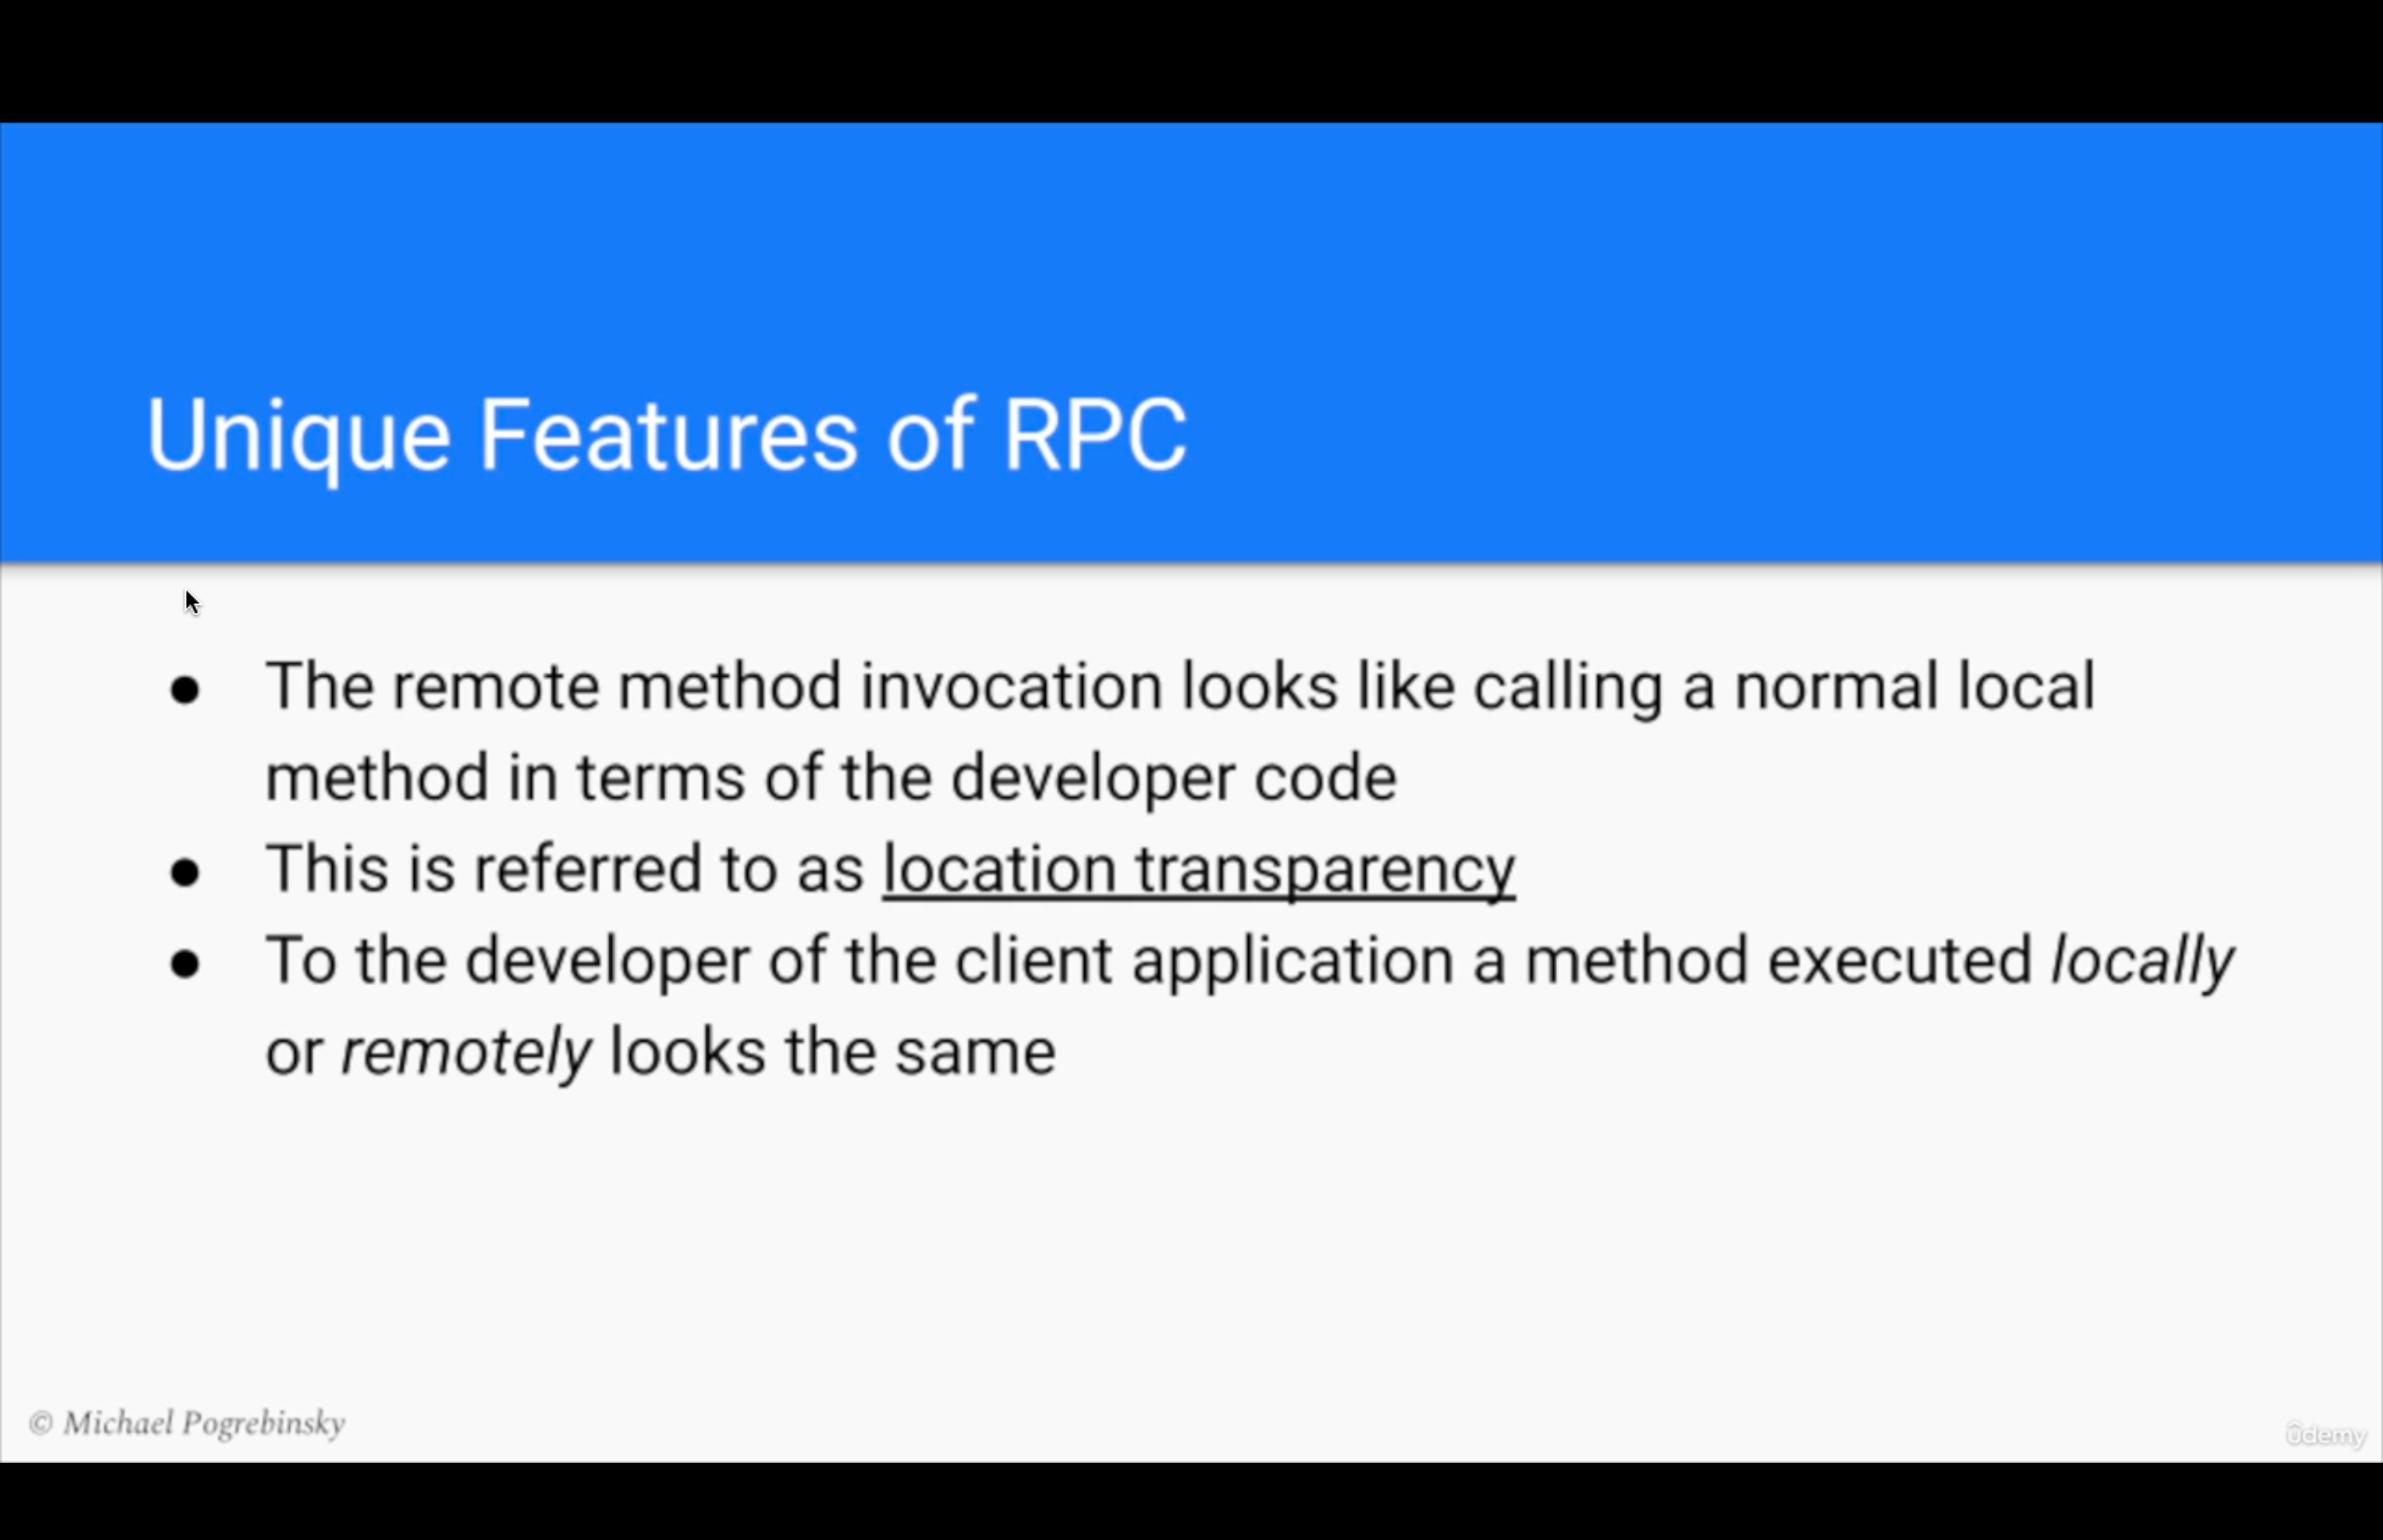 Unique Features of RPC
● The remote method invocation looks like calling a normal local
method in terms of the developer code
● This is referred to as location transparency
● To the developer of the client application a method executed locally
or remotely looks the same
© Michael Pogrebinsky
ûdemy